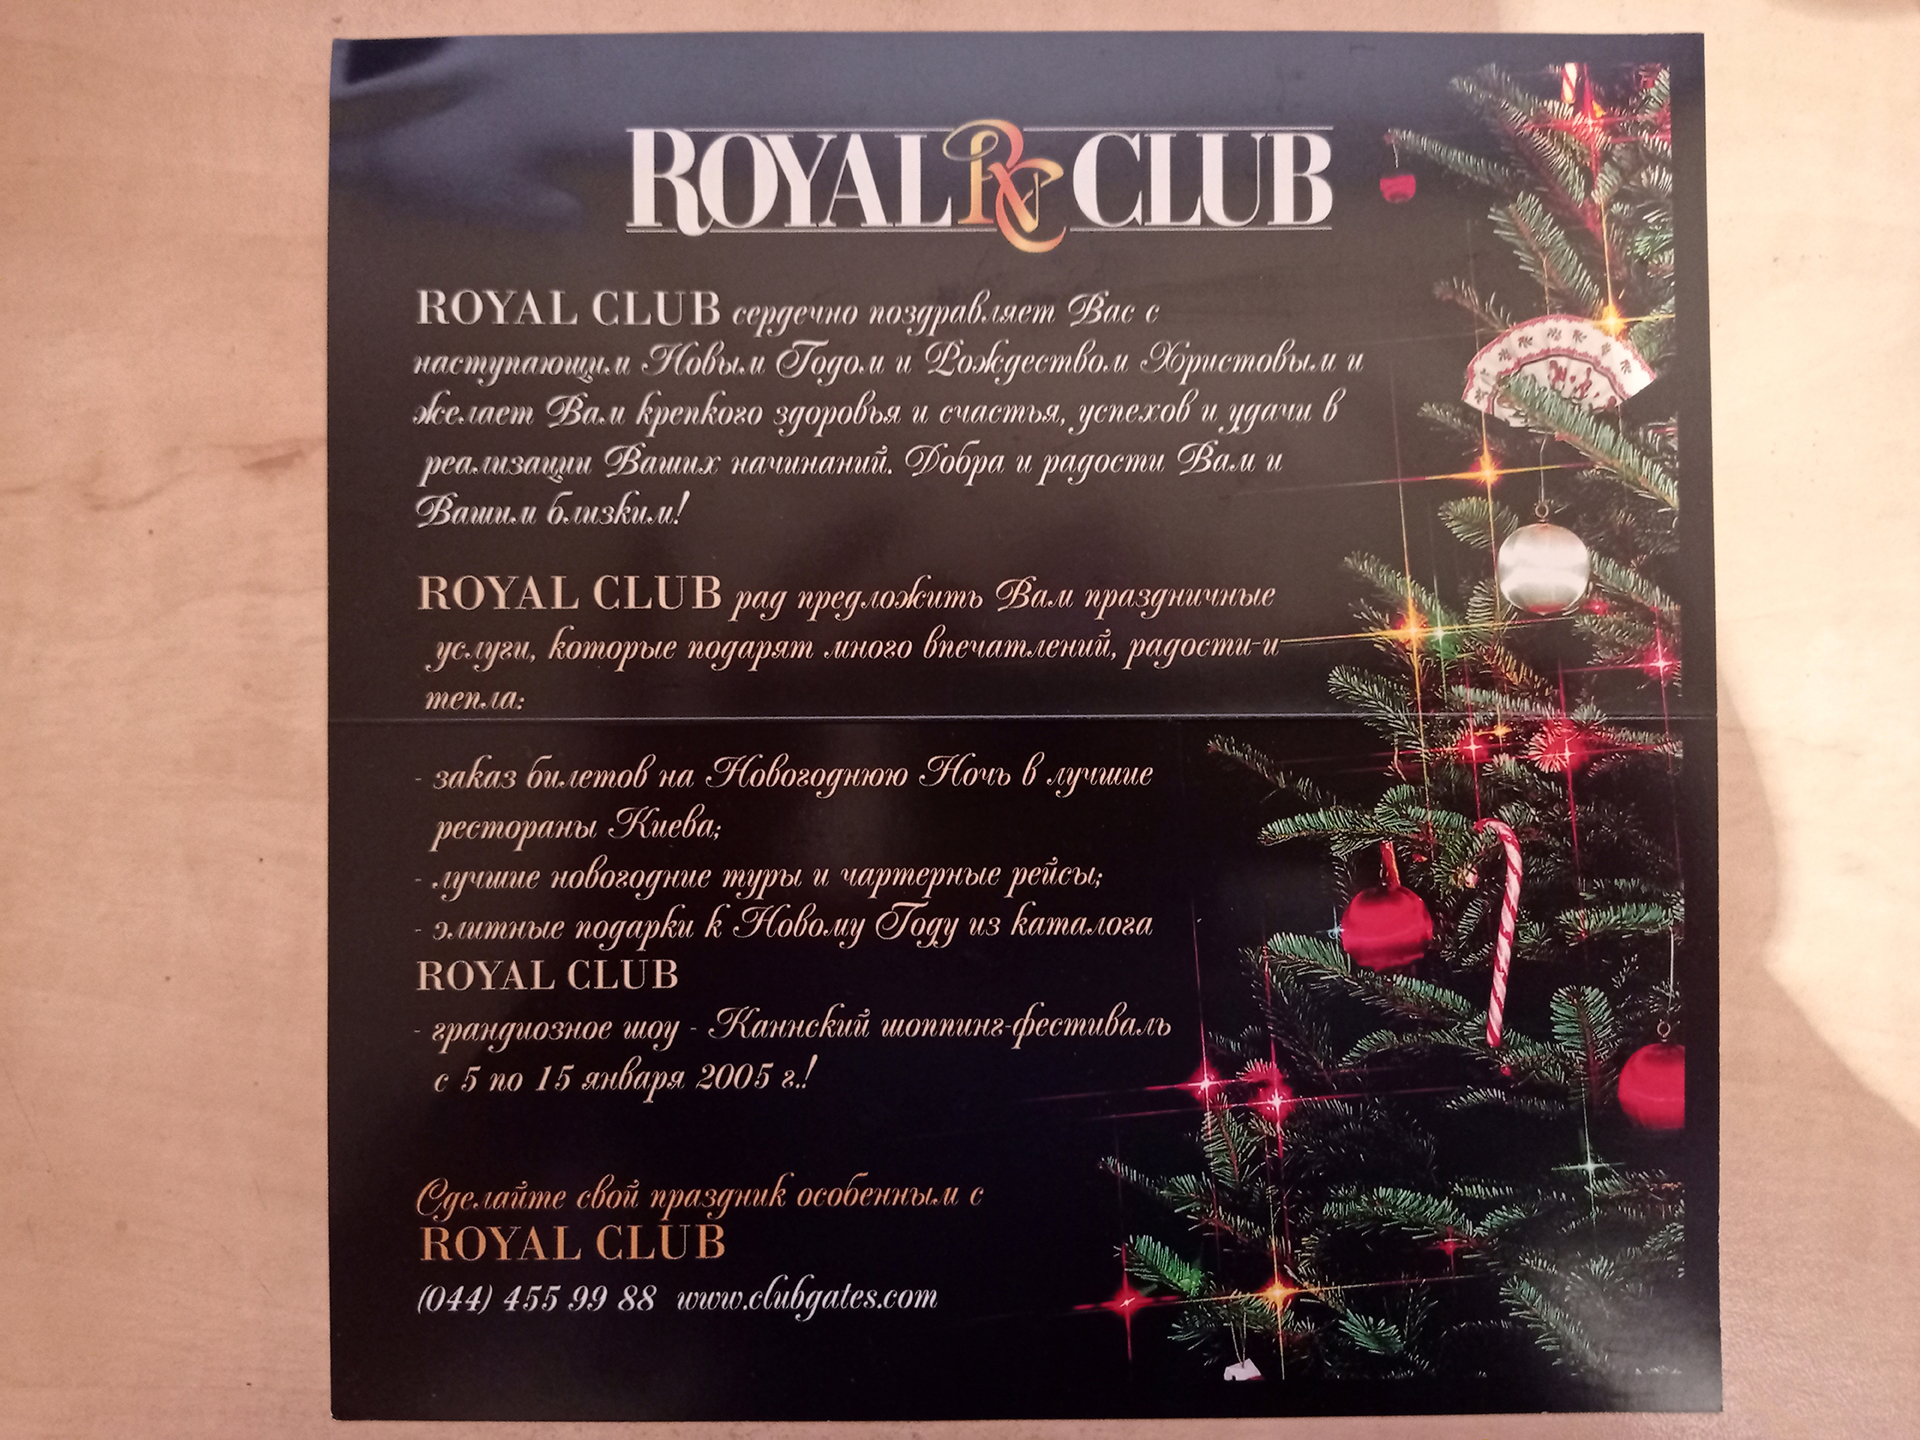 ROYAL RC CLUB
ROYAL CLUB сердечно поздравляет Вас с
наступающим Новым Годом и Рождеством Христовым и
желает Вам крепкого здоровья и счастья, успехов и удачи в
реализации Ваших начинаний. Добра и радости Вам и
Вашим близким!
ROYAL CLUB рад предложить Вам праздничные
услуги, которые подарят много впечатлений, радости и
тепла:
- заказ билетов на Новогоднюю Ночь в лучшие
рестораны Киева;
- лучшие новогодние туры и чартерные рейсы;
- элитные подарки к Новому Году из каталога
ROYAL CLUB
- грандиозное шоу - Каннский шоппинг-фестиваль
с 5 по 15 января 2005 г.!
Сделайте свой праздник особенным с
ROYAL CLUB
(044) 455 99 88 www.clubgates.com